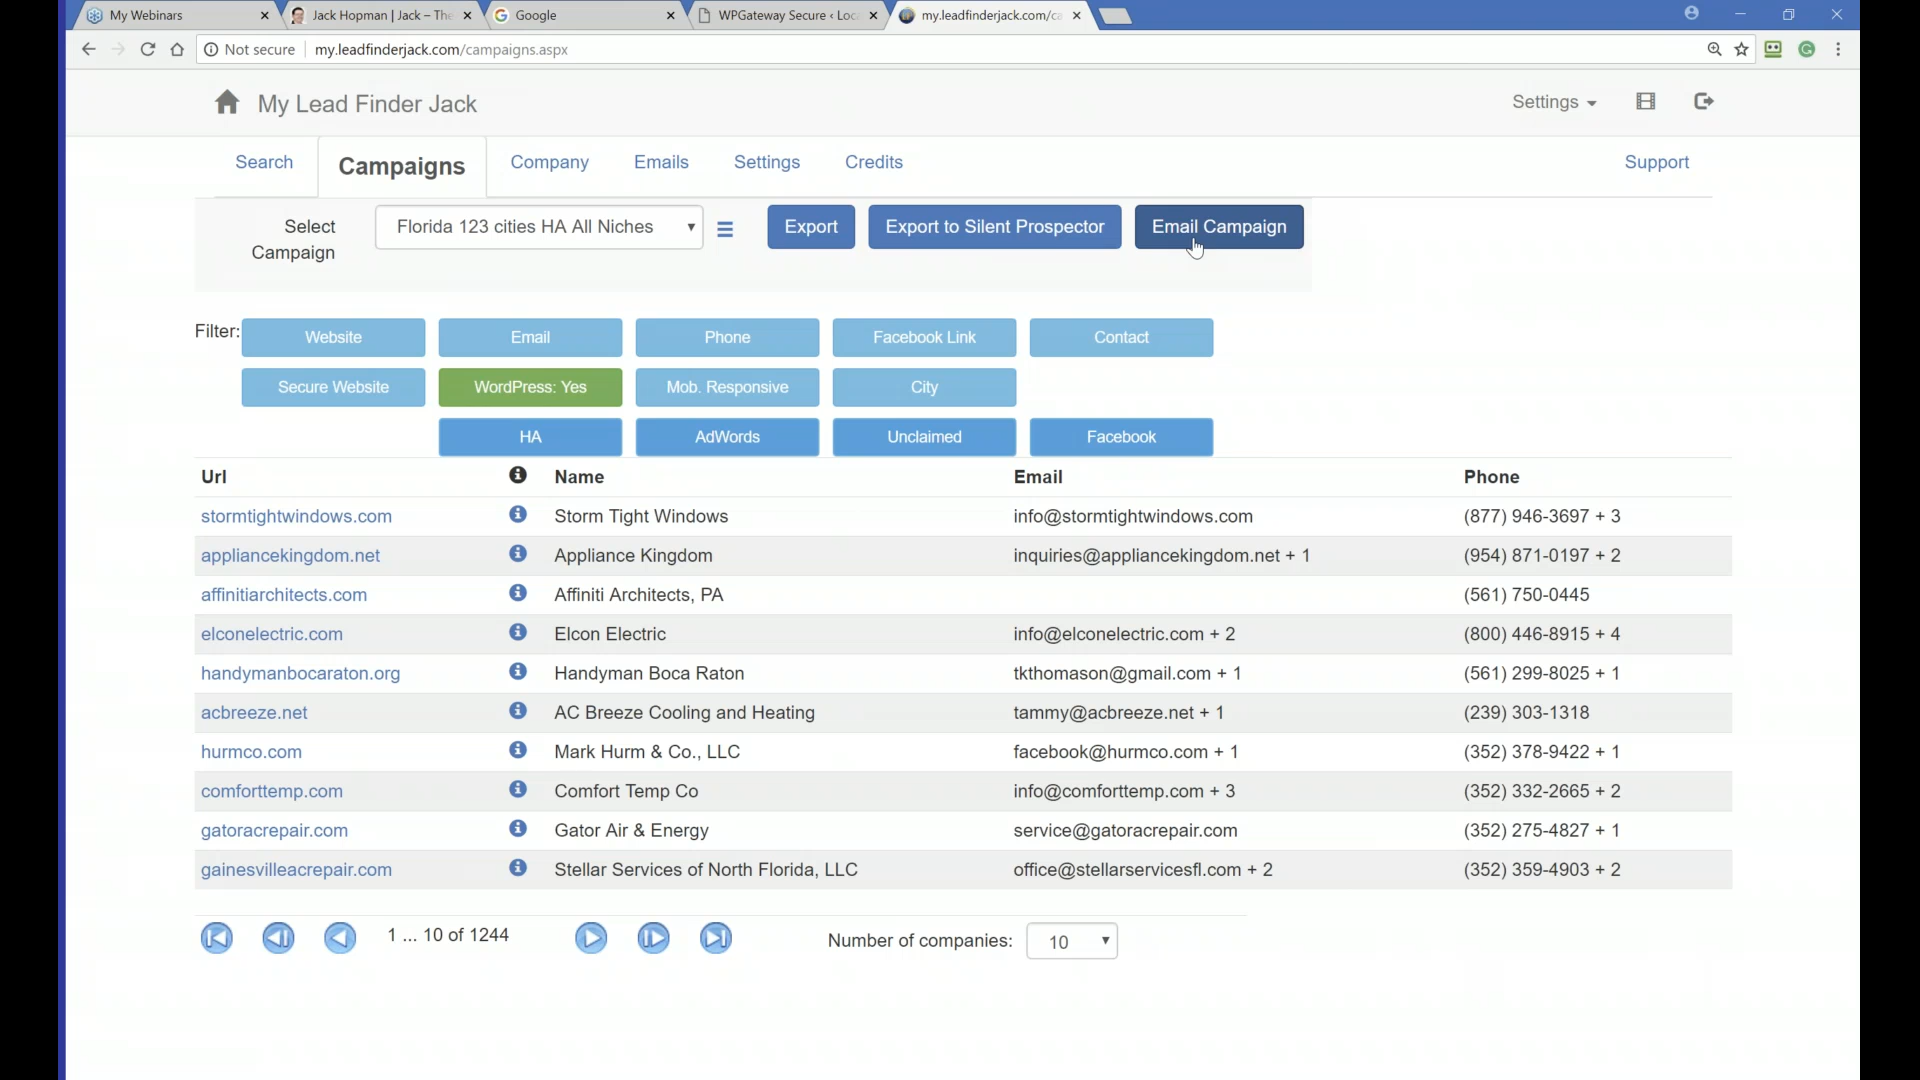 My Webinars
Jack Hopman | Jack – The
Google
WPGateway Secure ‹ Loc
my.leadfinderjack.com/ca
Not secure my.leadfinderjack.com/campaigns.aspx
My Lead Finder Jack Settings
Search Campaigns Company Emails Settings Credits Support
Select Campaign Florida 123 cities HA All Niches Export Export to Silent Prospector Email Campaign
Filter: Website Email Phone Facebook Link Contact
Secure Website WordPress: Yes Mob. Responsive City
HA AdWords Unclaimed Facebook
Url Name Email Phone
stormtightwindows.com Storm Tight Windows info@stormtightwindows.com (877) 946-3697 + 3
appliancekingdom.net Appliance Kingdom inquiries@appliancekingdom.net + 1 (954) 871-0197 + 2
affinitiarchitects.com Affiniti Architects, PA (561) 750-0445
elconelectric.com Elcon Electric info@elconelectric.com + 2 (800) 446-8915 + 4
handymanbocaraton.org Handyman Boca Raton tkthomason@gmail.com + 1 (561) 299-8025 + 1
acbreeze.net AC Breeze Cooling and Heating tammy@acbreeze.net + 1 (239) 303-1318
hurmco.com Mark Hurm & Co., LLC facebook@hurmco.com + 1 (352) 378-9422 + 1
comforttemp.com Comfort Temp Co info@comforttemp.com + 3 (352) 332-2665 + 2
gatoracrepair.com Gator Air & Energy service@gatoracrepair.com (352) 275-4827 + 1
gainesvilleacrepair.com Stellar Services of North Florida, LLC office@stellarservicesfl.com + 2 (352) 359-4903 + 2
1 ... 10 of 1244 Number of companies: 10